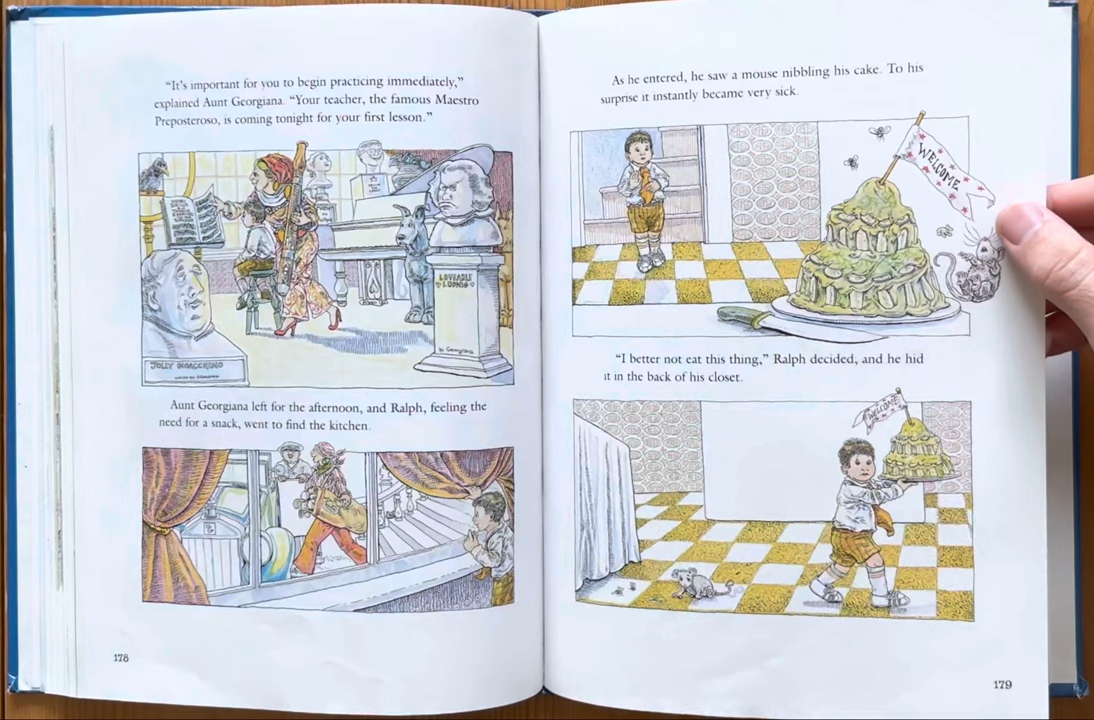 “It’s important for you to begin practicing immediately,”
explained Aunt Georgiana. “Your teacher, the famous Maestro
Preposteroso, is coming tonight for your first lesson.”
LOVEABLE
LUDWIG
to Georgiana
JOLLY GIOACCHINO
Aunt Georgiana left for the afternoon, and Ralph, feeling the
need for a snack, went to find the kitchen.
178
As he entered, he saw a mouse nibbling his cake. To his
surprise it instantly became very sick.
WELCOME
“I better not eat this thing,” Ralph decided, and he hid
it in the back of his closet.
WELCOME
179